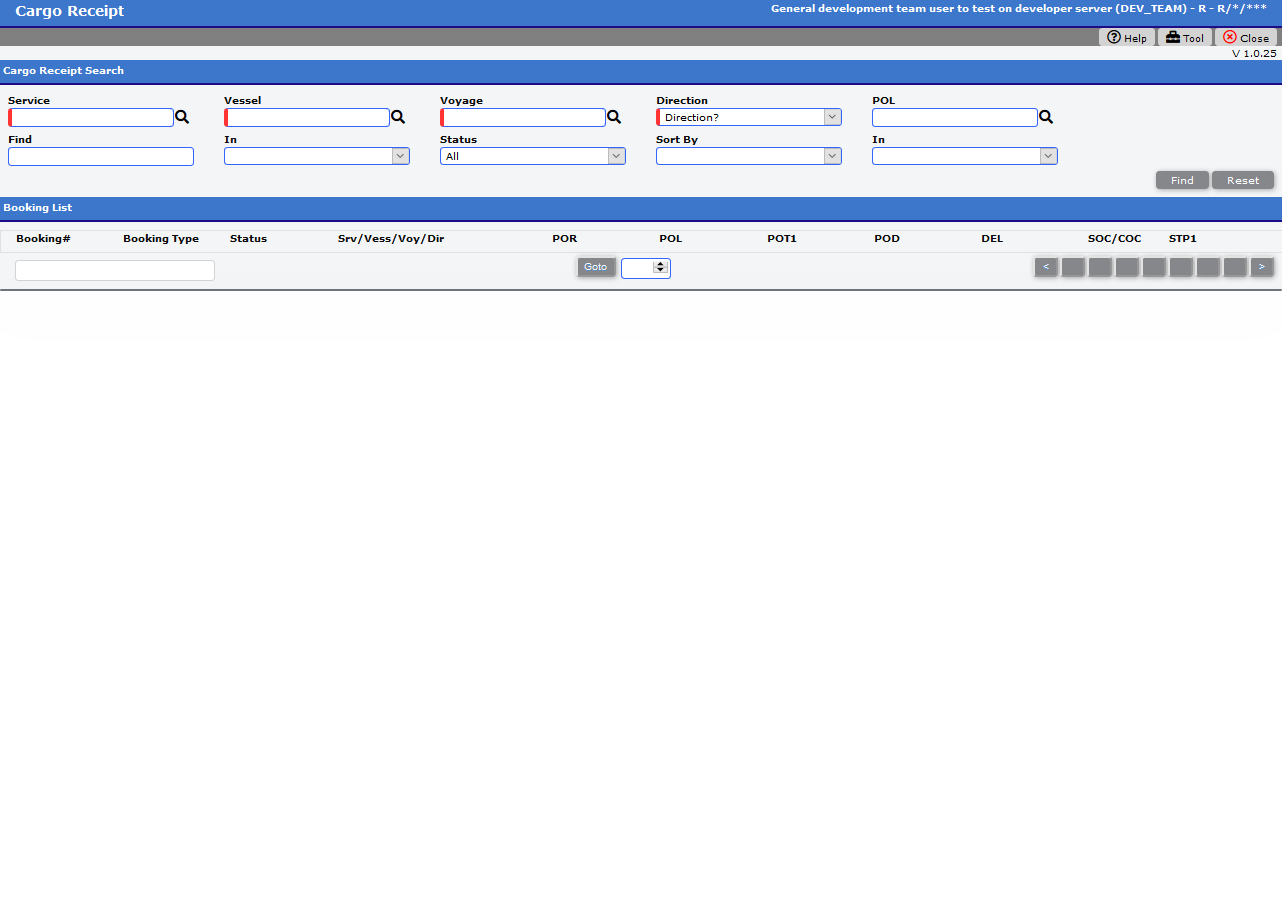 Cargo Receipt General development team user to test on developer server (DEV_TEAM) - R - R/*/***
Help Tool Close
V 1.0.25
Cargo Receipt Search
Service Vessel Voyage Direction POL
Direction?
Find In Status Sort By In
All
Find Reset
Booking List
Booking# Booking Type Status Srv/Vess/Voy/Dir POR POL POT1 POD DEL SOC/COC STP1
Goto < >